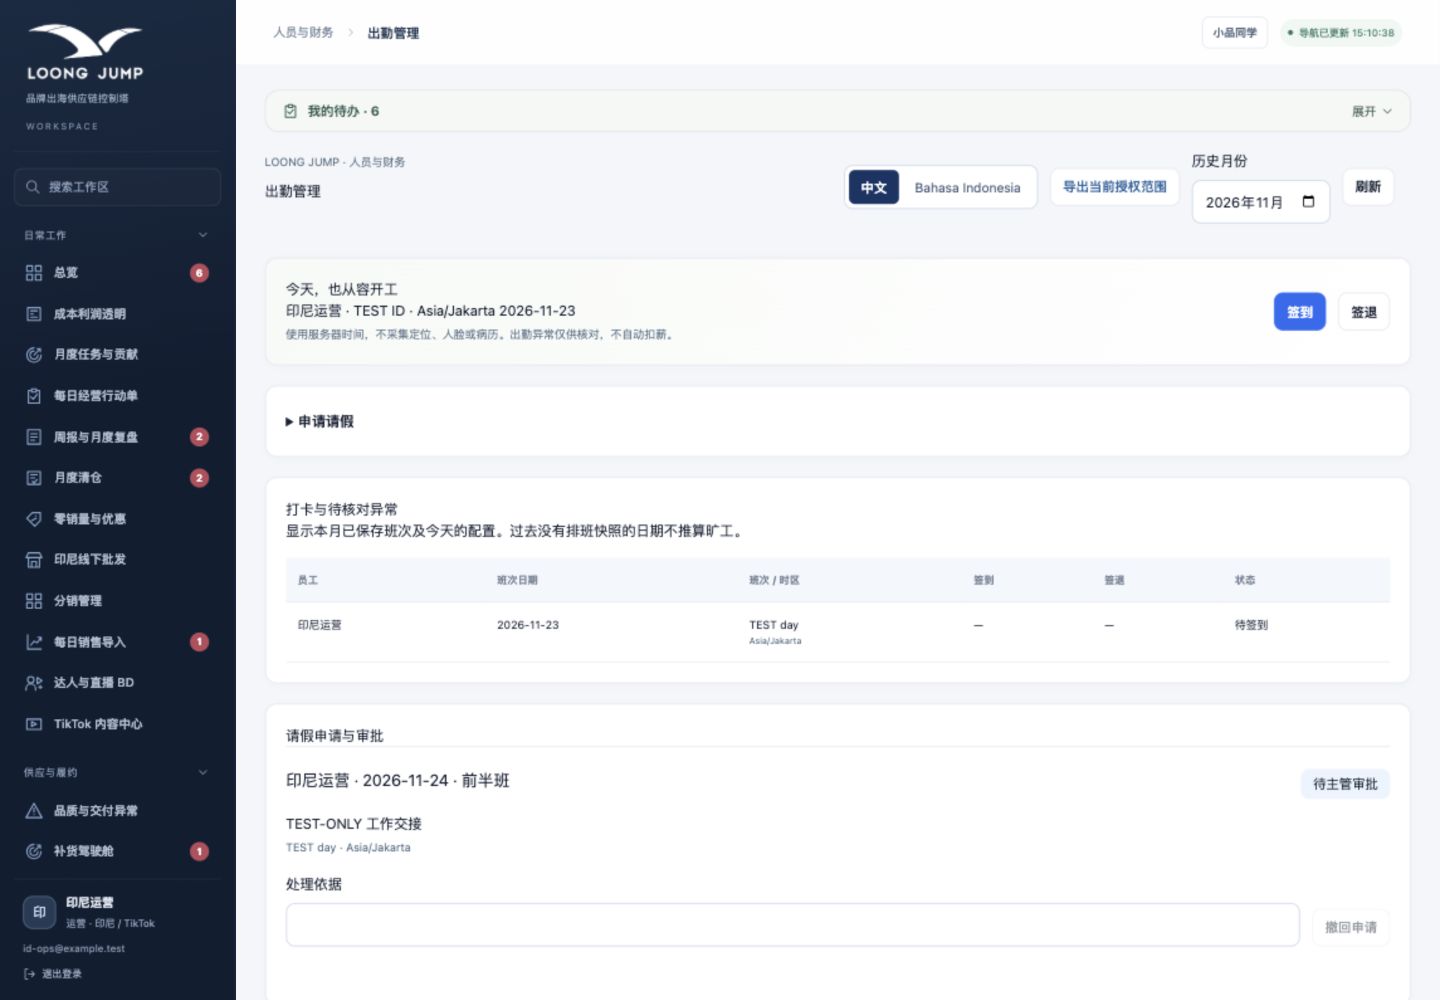 LOONG JUMP
品牌出海供应链控制塔
WORKSPACE
搜索工作区
日常工作
总览 6
成本利润透明
月度任务与贡献
每日经营行动单
周报与月度复盘 2
月度清仓 2
零销量与优惠
印尼线下批发
分销管理
每日销售导入 1
达人与直播 BD
TikTok 内容中心
供应与履约
品质与交付异常
补货驾驶舱 1
印
印尼运营
运营 · 印尼 / TikTok
id-ops@example.test
退出登录
人员与财务 > 出勤管理
小品同学
导航已更新 15:10:38
我的待办 · 6
展开
LOONG JUMP · 人员与财务
出勤管理
中文
Bahasa Indonesia
导出当前授权范围
历史月份
2026年11月
刷新
今天，也从容开工
印尼运营 · TEST ID · Asia/Jakarta 2026-11-23
使用服务器时间，不采集定位、人脸或病历。出勤异常仅供核对，不自动扣薪。
签到
签退
申请请假
打卡与待核对异常
显示本月已保存班次及今天的配置。过去没有排班快照的日期不推算旷工。
员工 班次日期 班次 / 时区 签到 签退 状态
印尼运营 2026-11-23 TEST day — — 待签到
Asia/Jakarta
请假申请与审批
印尼运营 · 2026-11-24 · 前半班
待主管审批
TEST-ONLY 工作交接
TEST day · Asia/Jakarta
处理依据
撤回申请